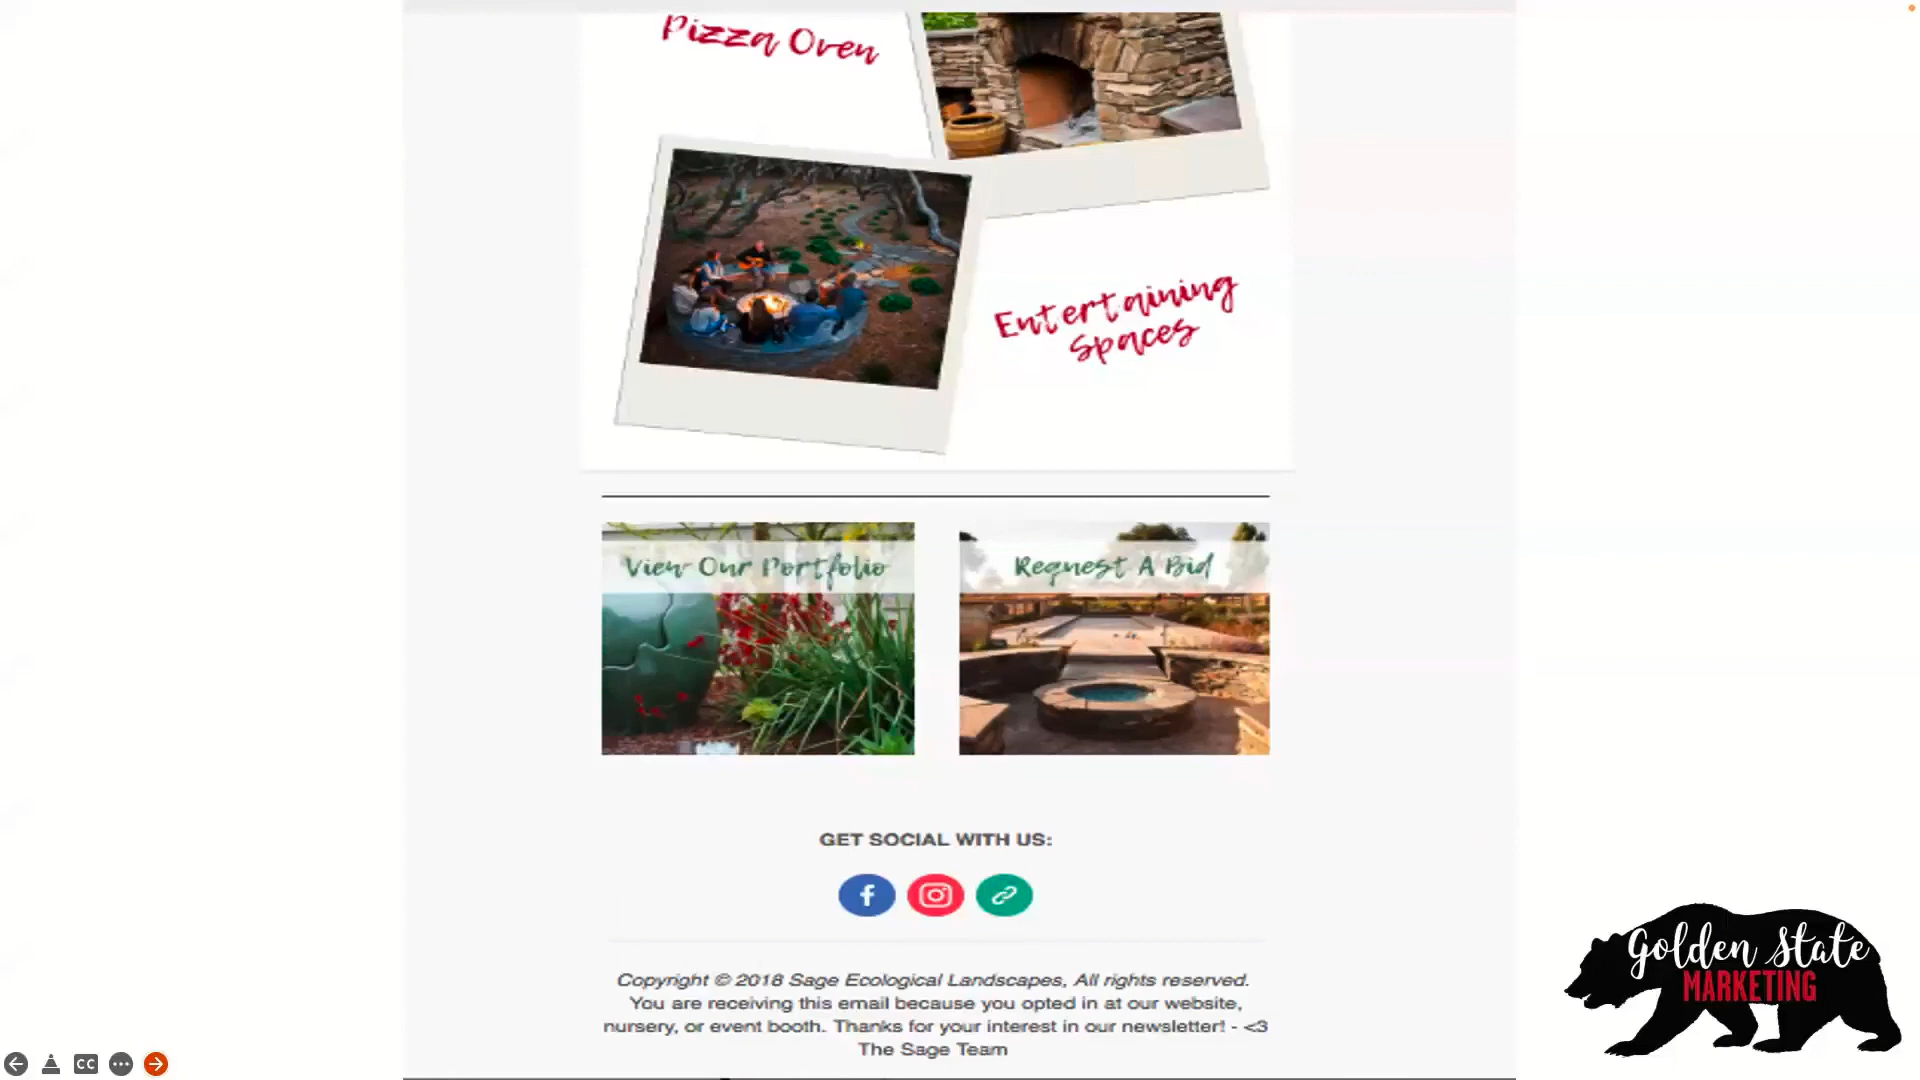 Pizza Oven
Entertaining
Spaces
View Our Portfolio
Request A Bid
GET SOCIAL WITH US:
Copyright © 2018 Sage Ecological Landscapes, All rights reserved.
You are receiving this email because you opted in at our website,
nursery, or event booth. Thanks for your interest in our newsletter! - <3
The Sage Team
Golden State
MARKETING
CC